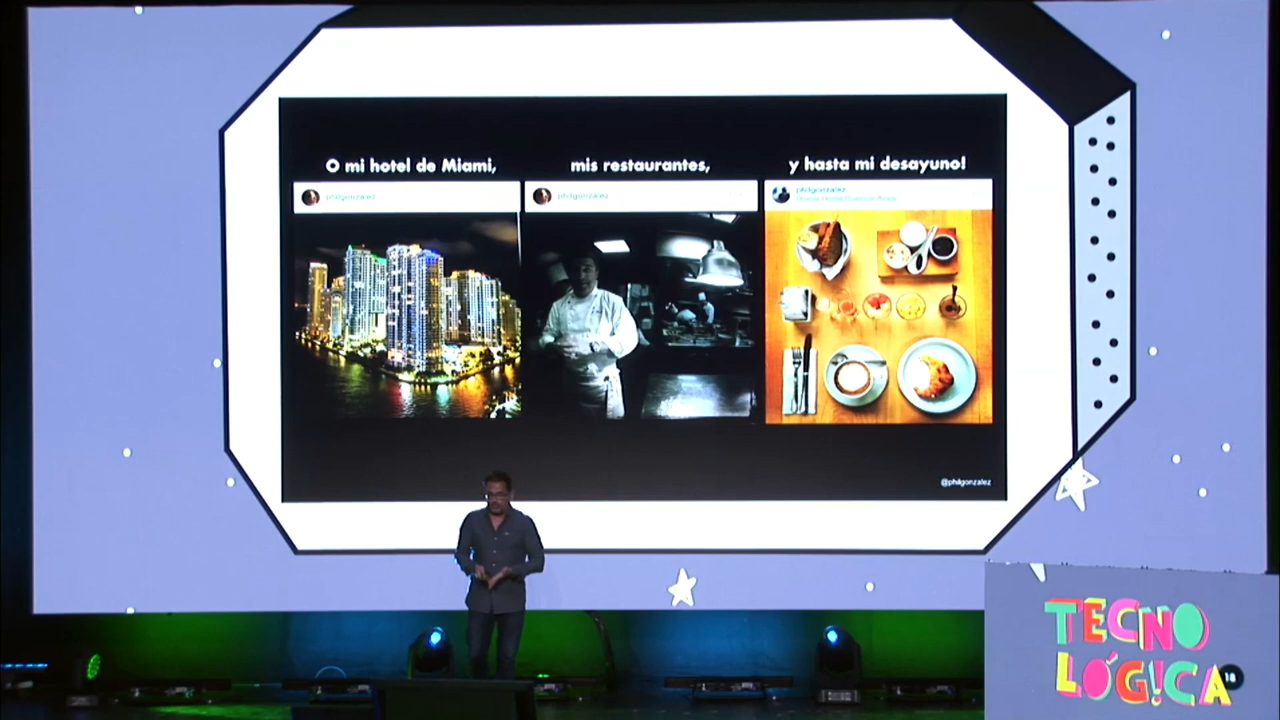 O mi hotel de Miami,
mis restaurantes,
y hasta mi desayuno!
philgonzalez
philgonzalez
philgonzalez
@philgonzalez
TECNO
LÓG!CA
18